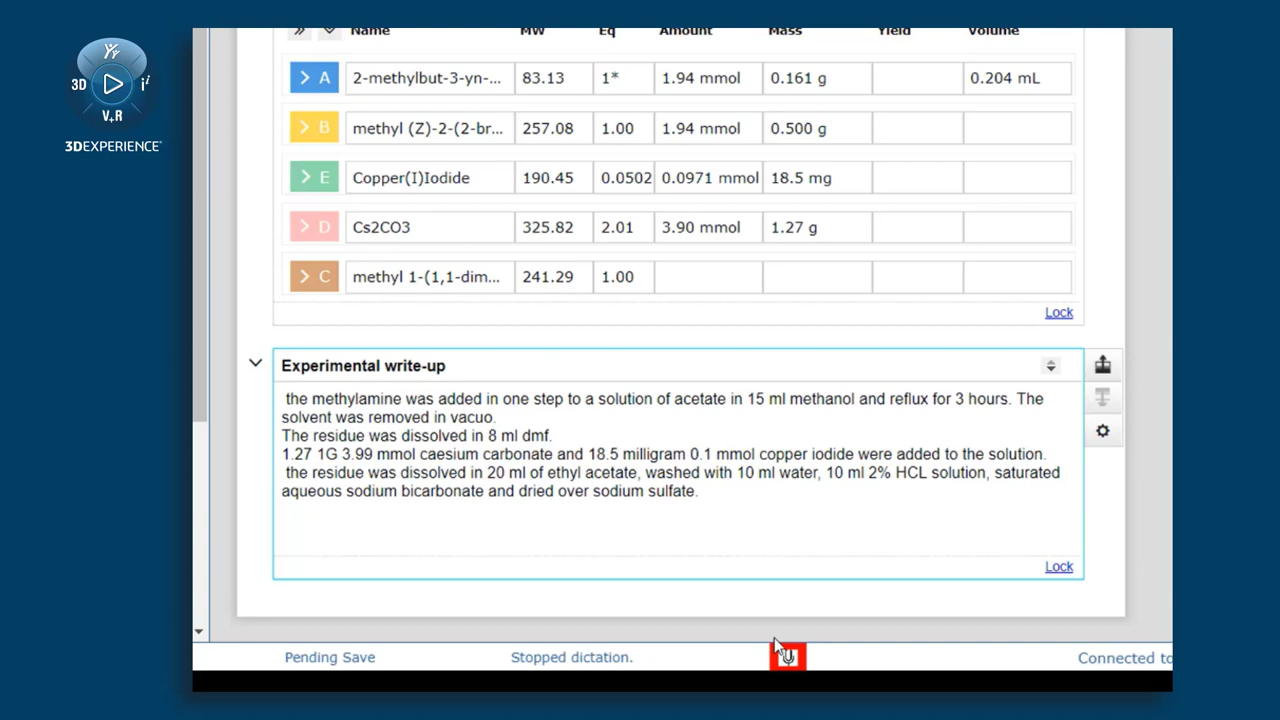 3D
V,R
i
3DEXPERIENCE
Name MW Eq Amount Mass Yield Volume
A 2-methylbut-3-yn-... 83.13 1* 1.94 mmol 0.161 g 0.204 mL
B methyl (Z)-2-(2-br... 257.08 1.00 1.94 mmol 0.500 g
E Copper(I)Iodide 190.45 0.0502 0.0971 mmol 18.5 mg
D Cs2CO3 325.82 2.01 3.90 mmol 1.27 g
C methyl 1-(1,1-dim... 241.29 1.00
Lock
Experimental write-up
the methylamine was added in one step to a solution of acetate in 15 ml methanol and reflux for 3 hours. The
solvent was removed in vacuo.
The residue was dissolved in 8 ml dmf.
1.27 1G 3.99 mmol caesium carbonate and 18.5 milligram 0.1 mmol copper iodide were added to the solution.
the residue was dissolved in 20 ml of ethyl acetate, washed with 10 ml water, 10 ml 2% HCL solution, saturated
aqueous sodium bicarbonate and dried over sodium sulfate.
Lock
Pending Save Stopped dictation. Connected to